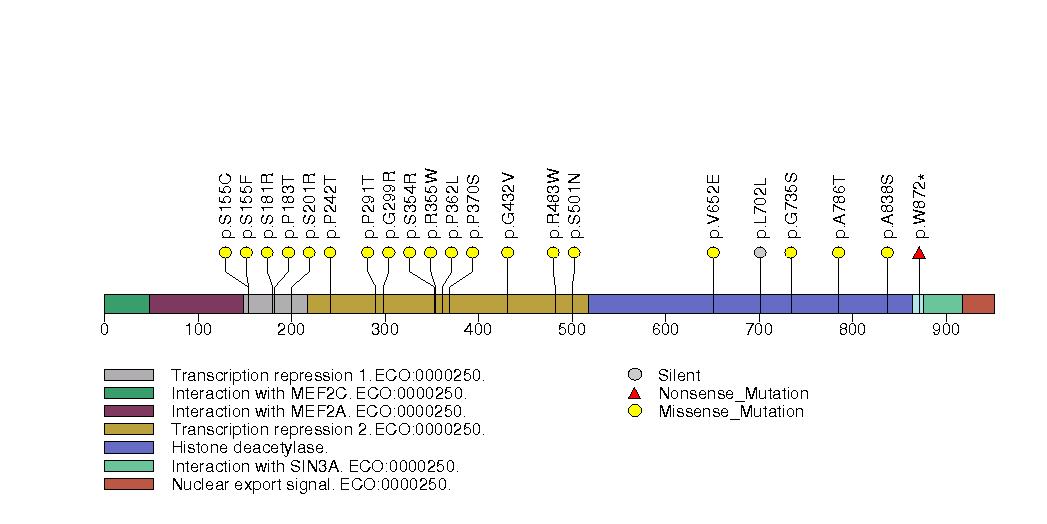 p.S155C
p.S155F
p.S181R
p.P183T
p.S201R
p.P242T
p.P291T
p.G299R
p.S354R
p.R355W
p.P362L
p.P370S
p.G432V
p.R483W
p.S501N
p.V652E
p.L702L
p.G735S
p.A786T
p.A838S
p.W872*
0 100 200 300 400 500 600 700 800 900
Transcription repression 1. ECO:0000250.
Interaction with MEF2C. ECO:0000250.
Interaction with MEF2A. ECO:0000250.
Transcription repression 2. ECO:0000250.
Histone deacetylase.
Interaction with SIN3A. ECO:0000250.
Nuclear export signal. ECO:0000250.
Silent
Nonsense_Mutation
Missense_Mutation